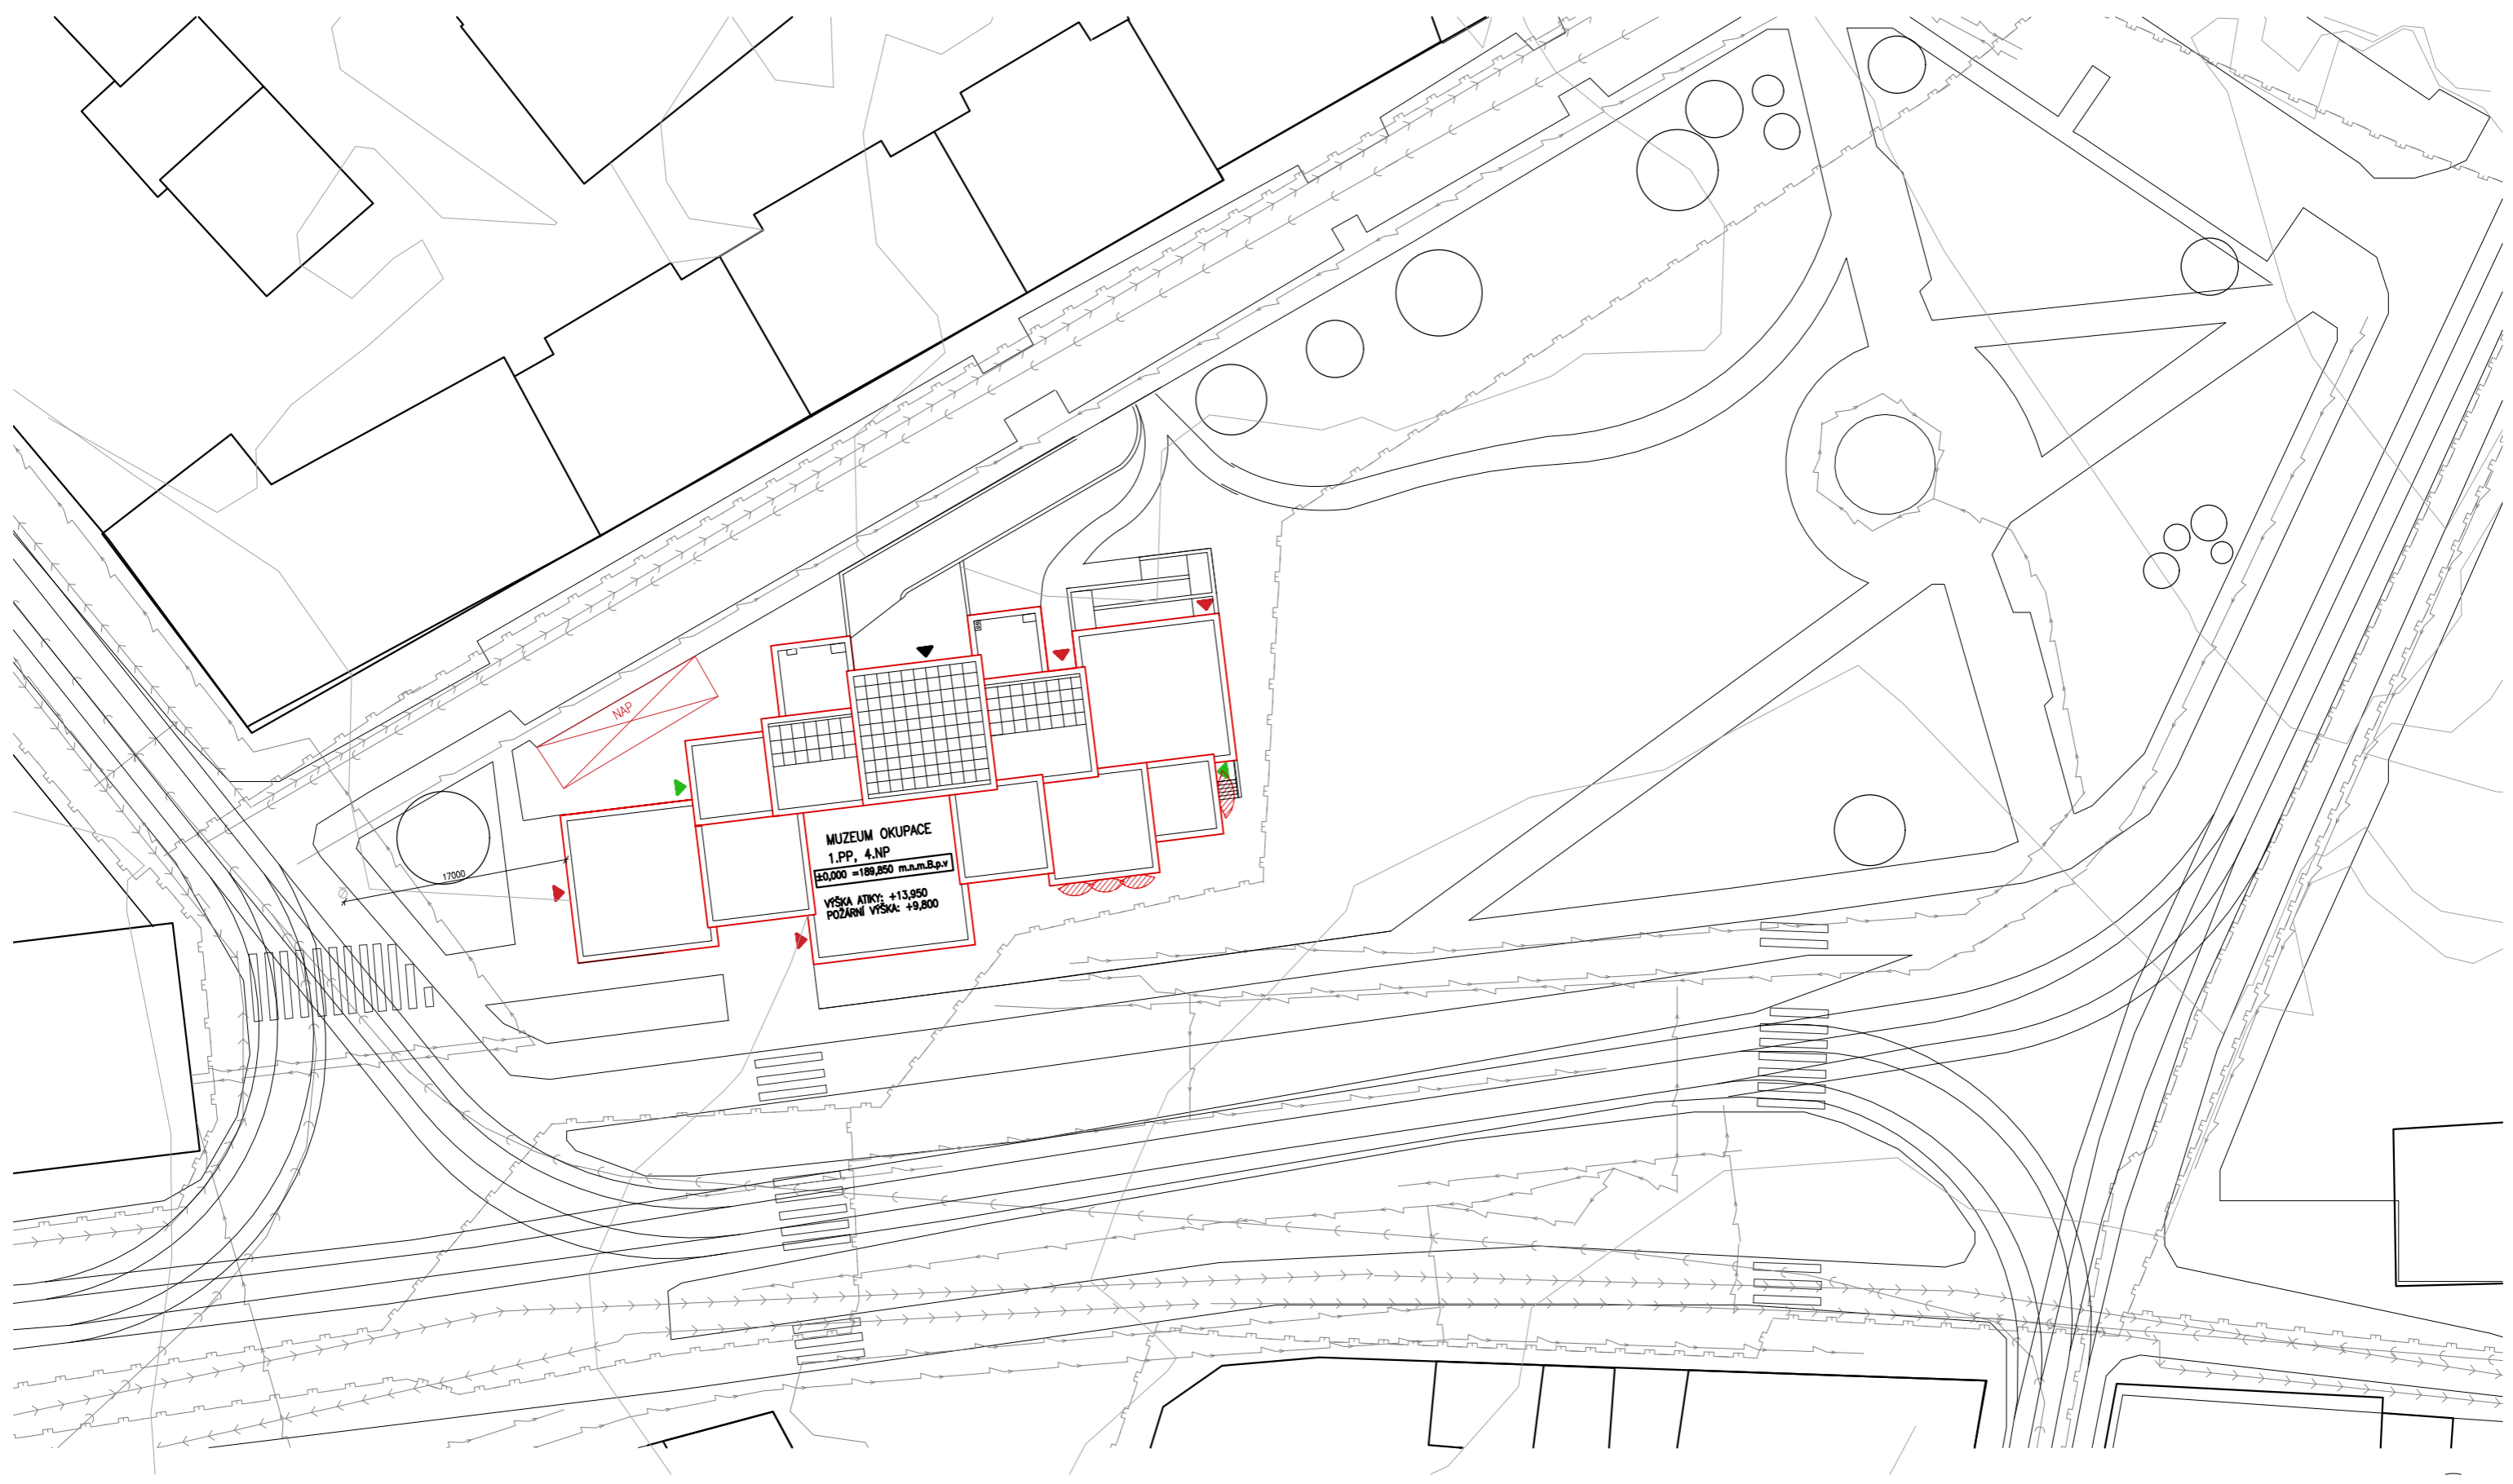 NAP
MUZEUM OKUPACE
1.PP, 4.NP
±0,000 =189,850 m.n.m.B.p.v
17000
VÝŠKA ATIKY: +13,950
POŽÁRNÍ VÝŠKA: +9,800